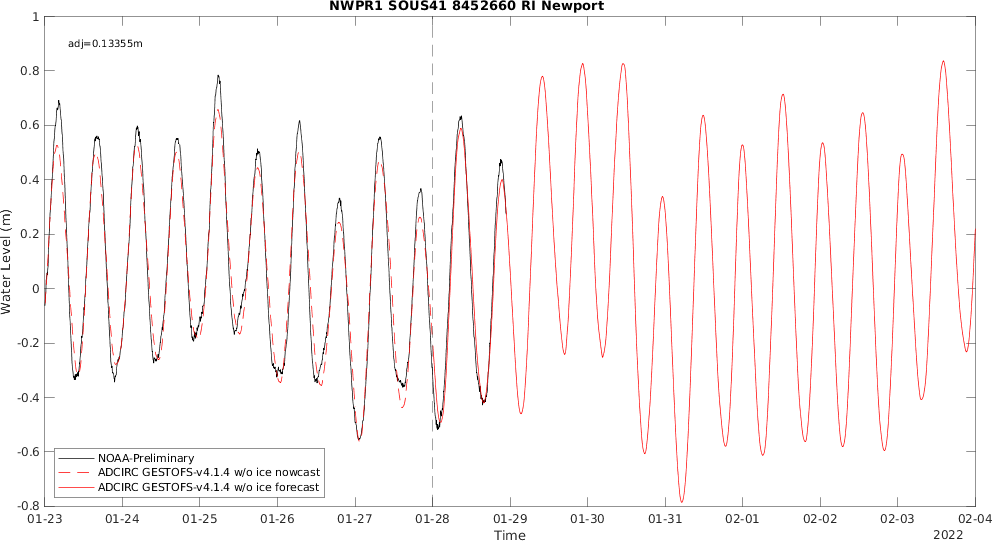 NWPR1 SOUS41 8452660 RI Newport
adj=0.13355m
1
0.8
0.6
0.4
0.2
0
-0.2
-0.4
-0.6
-0.8
Water Level (m)
NOAA-Preliminary
ADCIRC GESTOFS-v4.1.4 w/o ice nowcast
ADCIRC GESTOFS-v4.1.4 w/o ice forecast
01-23 01-24 01-25 01-26 01-27 01-28 01-29 01-30 01-31 02-01 02-02 02-03 02-04
Time
2022